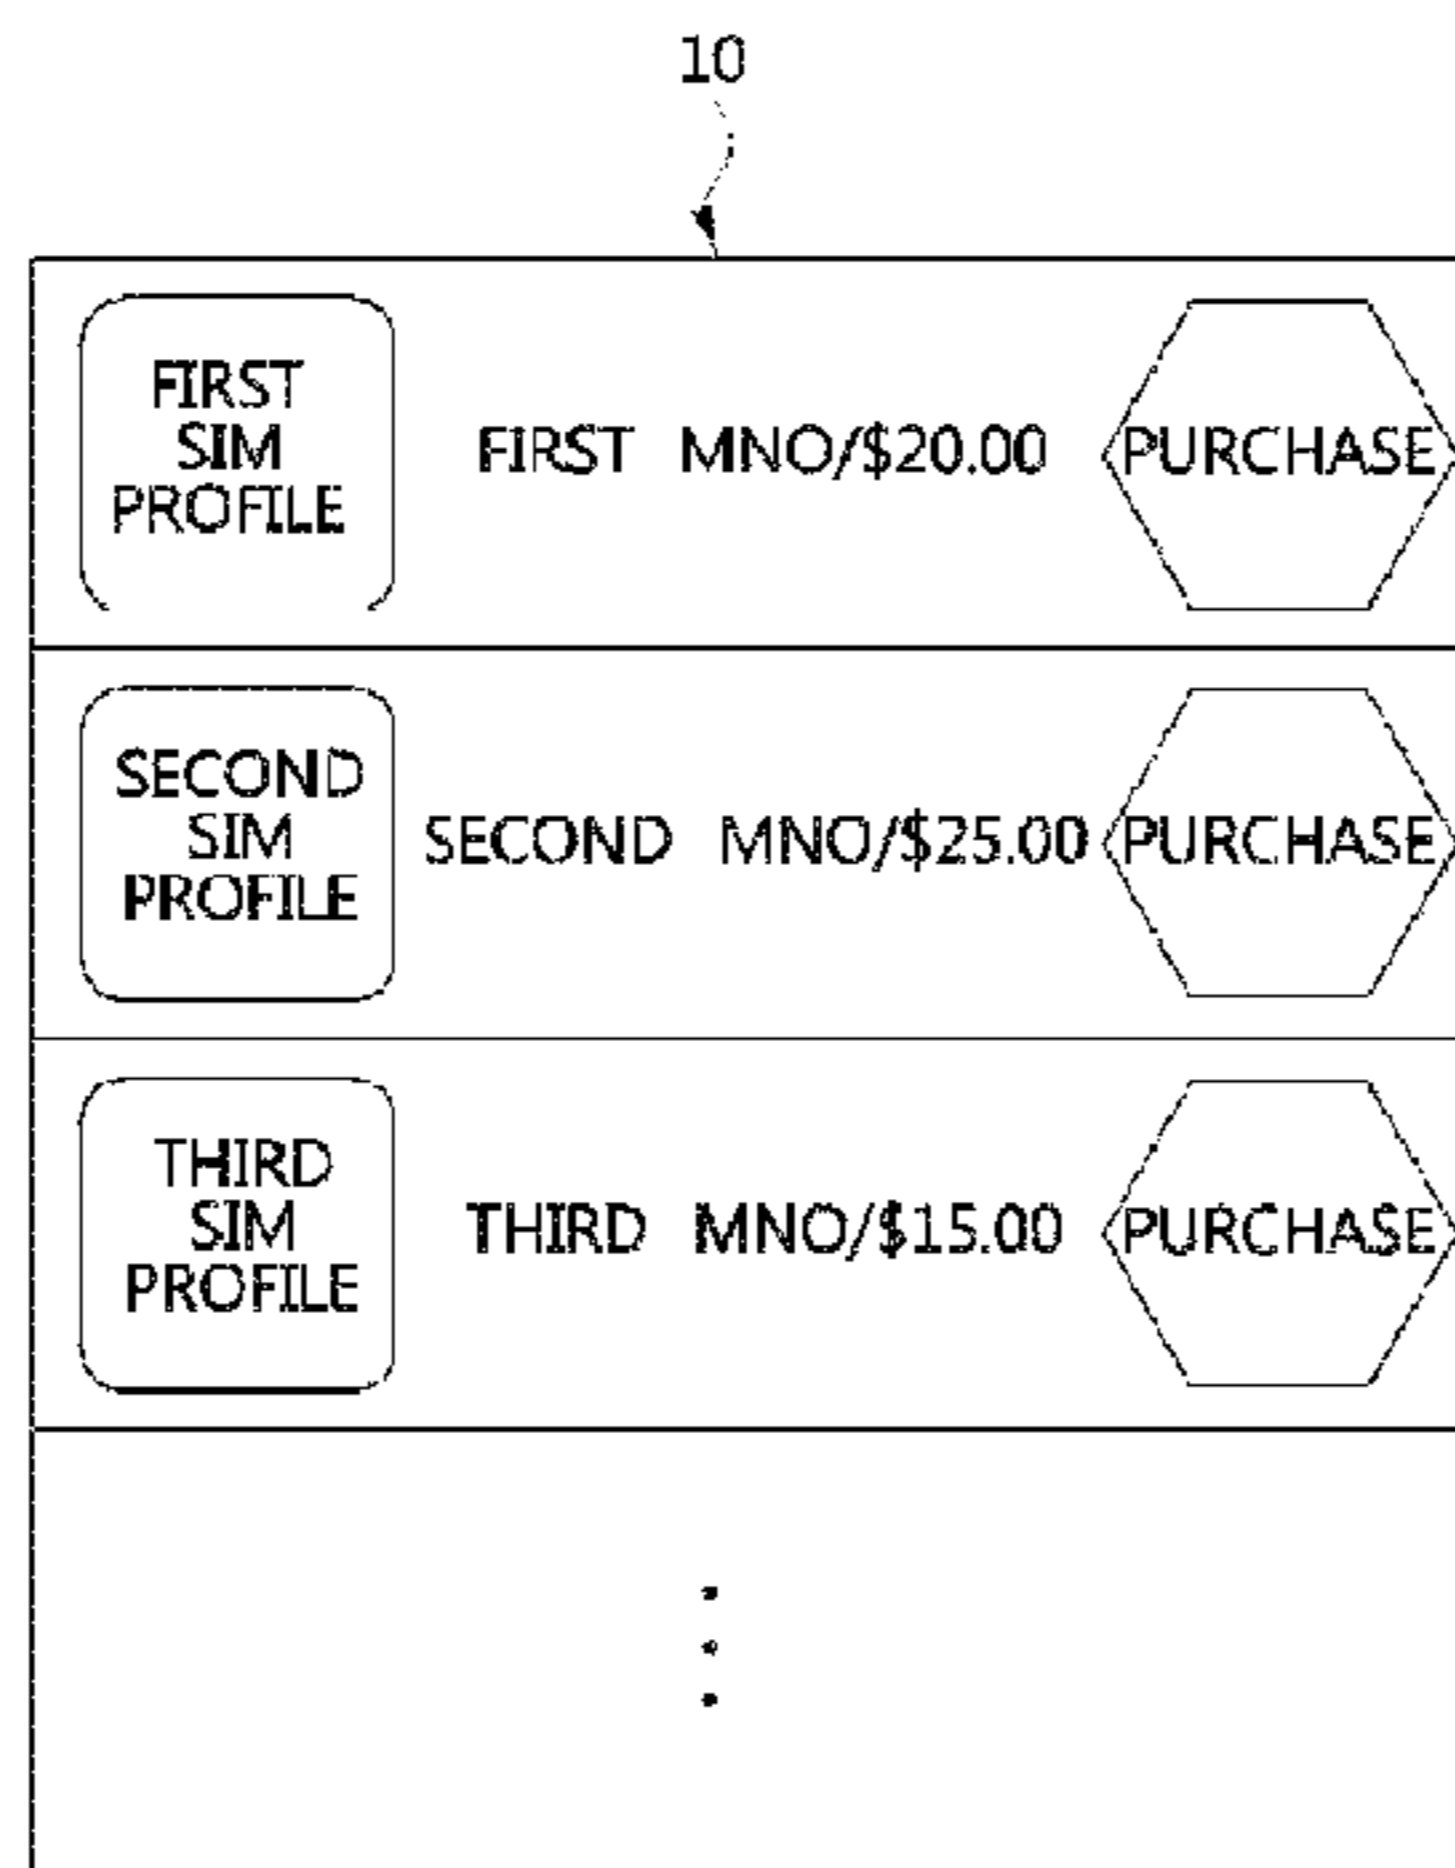 10
FIRST
SIM
PROFILE
FIRST MNO/$20.00
PURCHASE
SECOND
SIM
PROFILE
SECOND MNO/$25.00
PURCHASE
THIRD
SIM
PROFILE
THIRD MNO/$15.00
PURCHASE